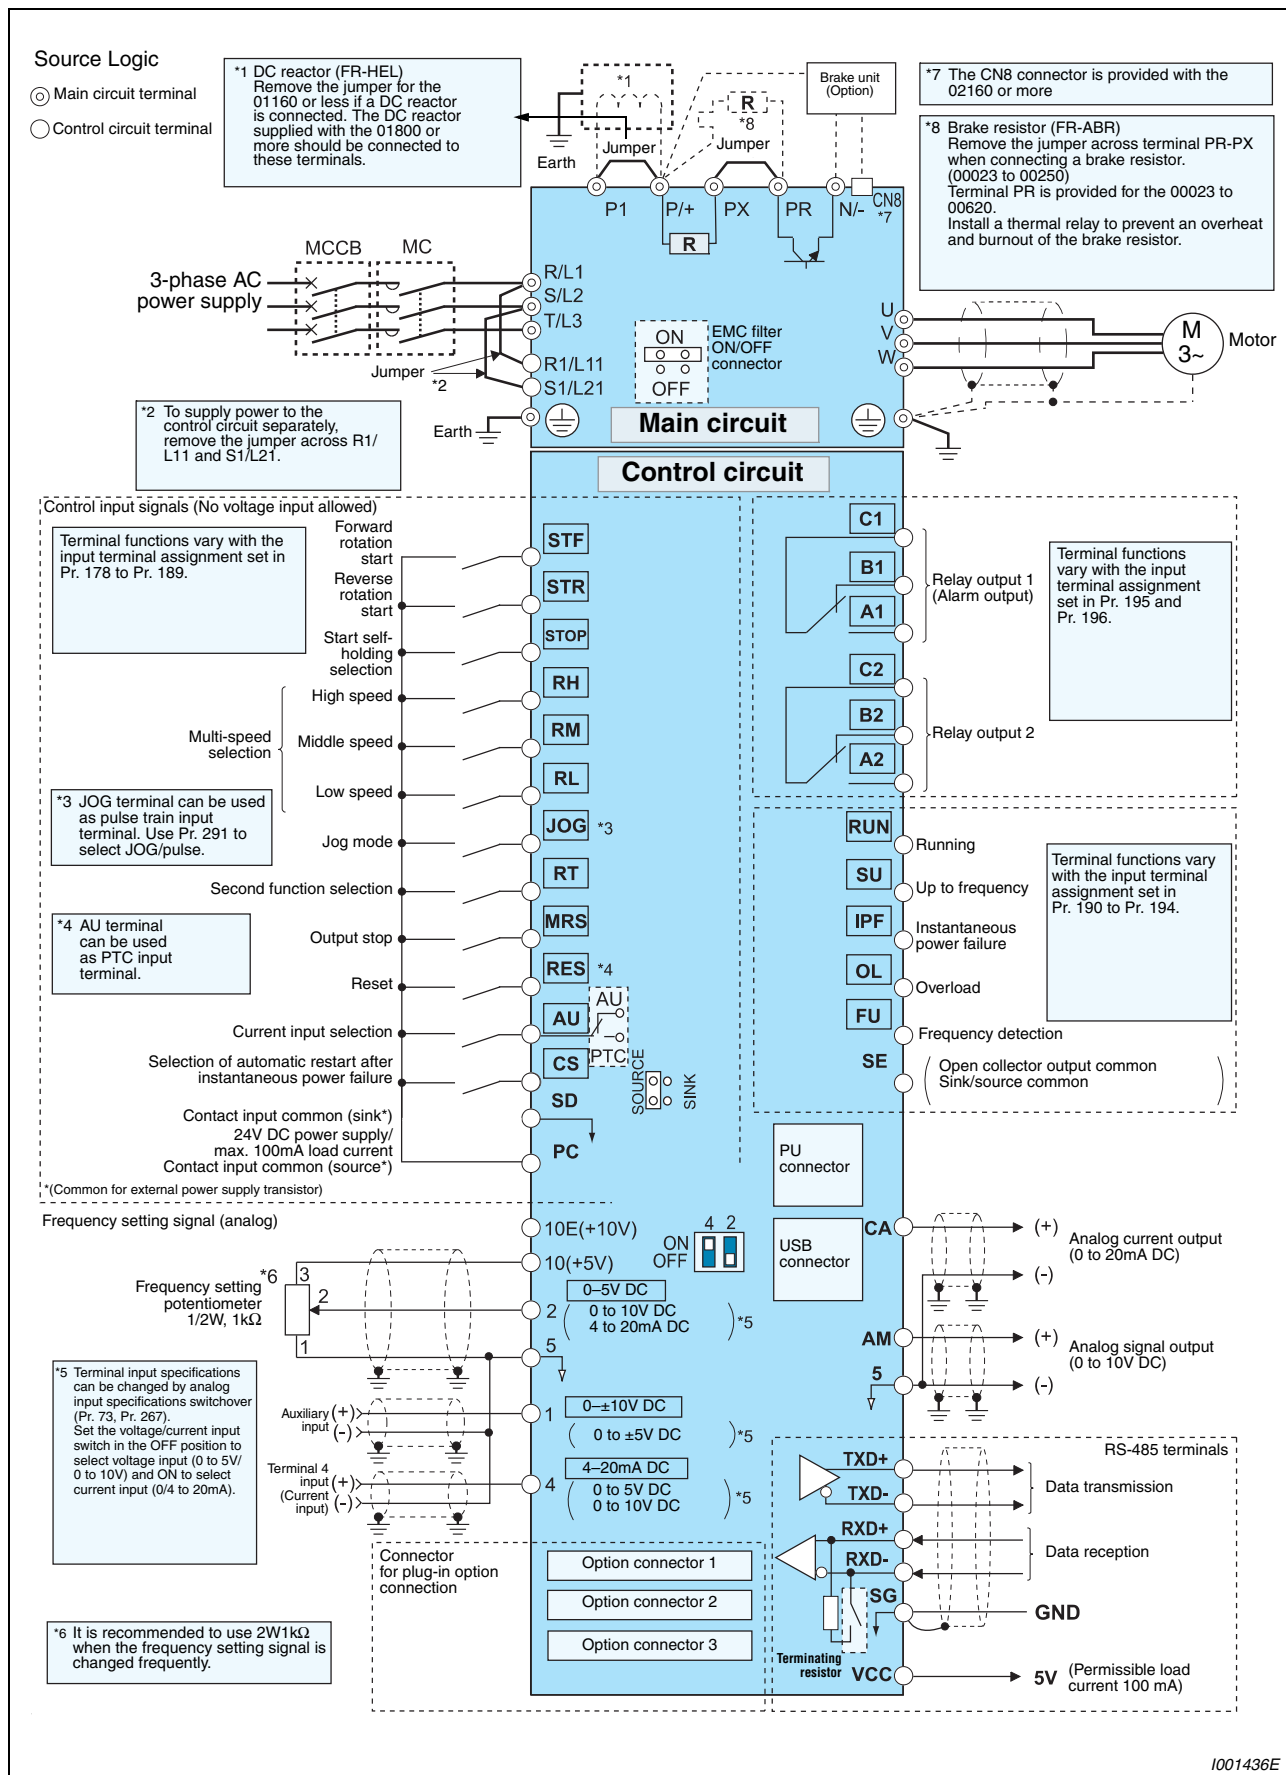 Source Logic
Main circuit terminal
Control circuit terminal
*1 DC reactor (FR-HEL)
Remove the jumper for the
01160 or less if a DC reactor
is connected. The DC reactor
supplied with the 01800 or
more should be connected to
these terminals.
*1
Earth
Jumper
R
*8
Jumper
Brake unit
(Option)
*7 The CN8 connector is provided with the
02160 or more
*8 Brake resistor (FR-ABR)
Remove the jumper across terminal PR-PX
when connecting a brake resistor.
(00023 to 00250)
Terminal PR is provided for the 00023 to
00620.
Install a thermal relay to prevent an overheat
and burnout of the brake resistor.
P1
P/+
PX
PR
N/-
CN8
*7
R
MCCB
MC
3-phase AC
power supply
R/L1
S/L2
T/L3
R1/L11
S1/L21
Jumper
*2
Earth
ON
OFF
EMC filter
ON/OFF
connector
U
V
W
M
3~
Motor
*2 To supply power to the
control circuit separately,
remove the jumper across R1/
L11 and S1/L21.
Main circuit
Control circuit
Control input signals (No voltage input allowed)
Terminal functions vary with the
input terminal assignment set in
Pr. 178 to Pr. 189.
Forward
rotation
start
STF
Reverse
rotation
start
STR
Start self-
holding
selection
STOP
Multi-speed
selection
High speed
RH
Middle speed
RM
Low speed
RL
*3 JOG terminal can be used
as pulse train input
terminal. Use Pr. 291 to
select JOG/pulse.
Jog mode
JOG *3
Second function selection
RT
*4 AU terminal
can be used
as PTC input
terminal.
Output stop
MRS
Reset
RES *4
Current input selection
AU
AU
PTC
Selection of automatic restart after
instantaneous power failure
CS
SOURCE
SINK
Contact input common (sink*)
SD
24V DC power supply/
max. 100mA load current
Contact input common (source*)
PC
*(Common for external power supply transistor)
C1
B1
A1
Relay output 1
(Alarm output)
C2
B2
A2
Relay output 2
Terminal functions
vary with the input
terminal assignment
set in Pr. 195 and
Pr. 196.
RUN
Running
SU
Up to frequency
IPF
Instantaneous
power failure
OL
Overload
FU
Frequency detection
SE
Open collector output common
Sink/source common
Terminal functions vary
with the input terminal
assignment set in
Pr. 190 to Pr. 194.
PU
connector
USB
connector
Frequency setting signal (analog)
10E(+10V)
10(+5V)
ON
OFF
4 2
*6
3
2
1
Frequency setting
potentiometer
1/2W, 1kΩ
2
0–5V DC
0 to 10V DC
4 to 20mA DC
*5
5
*5 Terminal input specifications
can be changed by analog
input specifications switchover
(Pr. 73, Pr. 267).
Set the voltage/current input
switch in the OFF position to
select voltage input (0 to 5V/
0 to 10V) and ON to select
current input (0/4 to 20mA).
Auxiliary
input
(+)
(-)
1
0–±10V DC
0 to ±5V DC
*5
Terminal 4
input
(Current
input)
(+)
(-)
4
4–20mA DC
0 to 5V DC
0 to 10V DC
*5
CA
(+)
(-)
Analog current output
(0 to 20mA DC)
AM
(+)
5
(-)
Analog signal output
(0 to 10V DC)
RS-485 terminals
TXD+
TXD-
Data transmission
RXD+
RXD-
Data reception
SG
GND
Terminating
resistor
VCC
5V
(Permissible load
current 100 mA)
Connector
for plug-in option
connection
Option connector 1
Option connector 2
Option connector 3
*6 It is recommended to use 2W1kΩ
when the frequency setting signal is
changed frequently.
I001436E